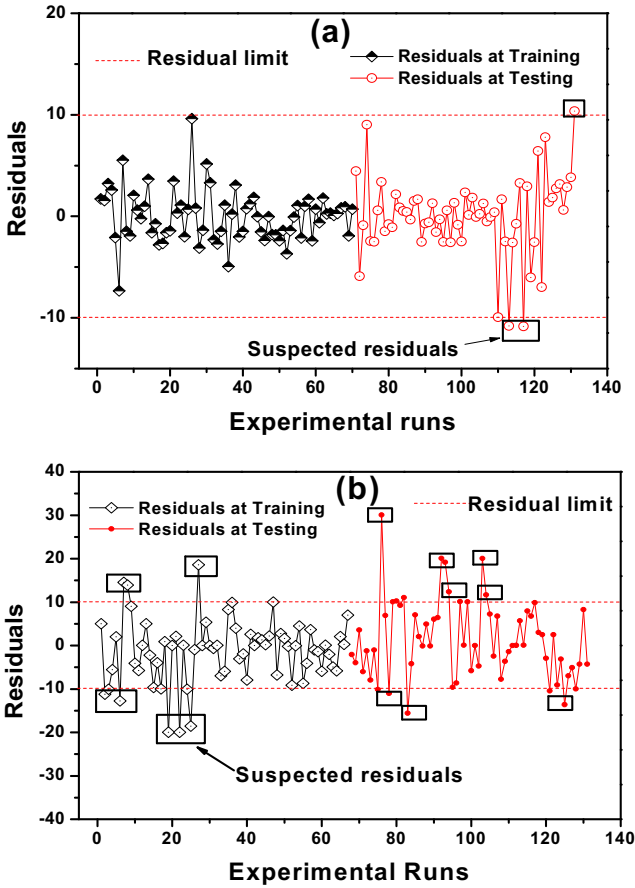 (a)
Residual limit
Residuals at Training
Residuals at Testing
20
10
0
-10
-20
Residuals
Suspected residuals
0 20 40 60 80 100 120 140
Experimental runs
(b)
Residuals at Training
Residuals at Testing
Residual limit
40
30
20
10
0
-10
-20
-30
-40
Residuals
Suspected residuals
0 20 40 60 80 100 120 140
Experimental Runs